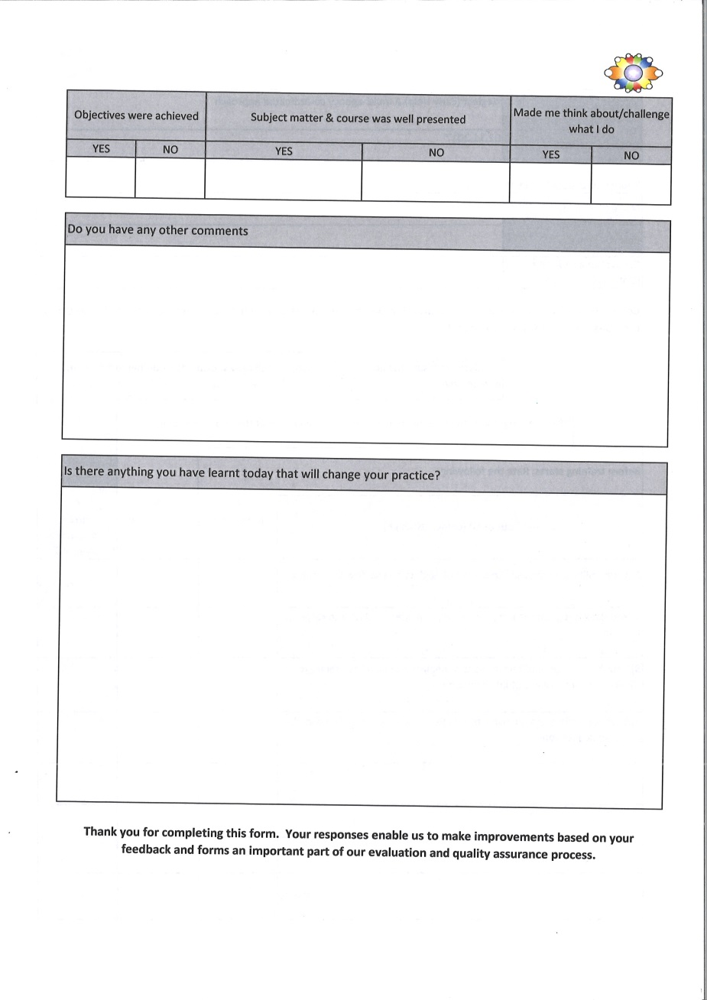 Objectives were achieved
Subject matter & course was well presented
Made me think about/challenge
what I do
YES NO YES NO YES NO
Do you have any other comments
Is there anything you have learnt today that will change your practice?
Thank you for completing this form. Your responses enable us to make improvements based on your
feedback and forms an important part of our evaluation and quality assurance process.